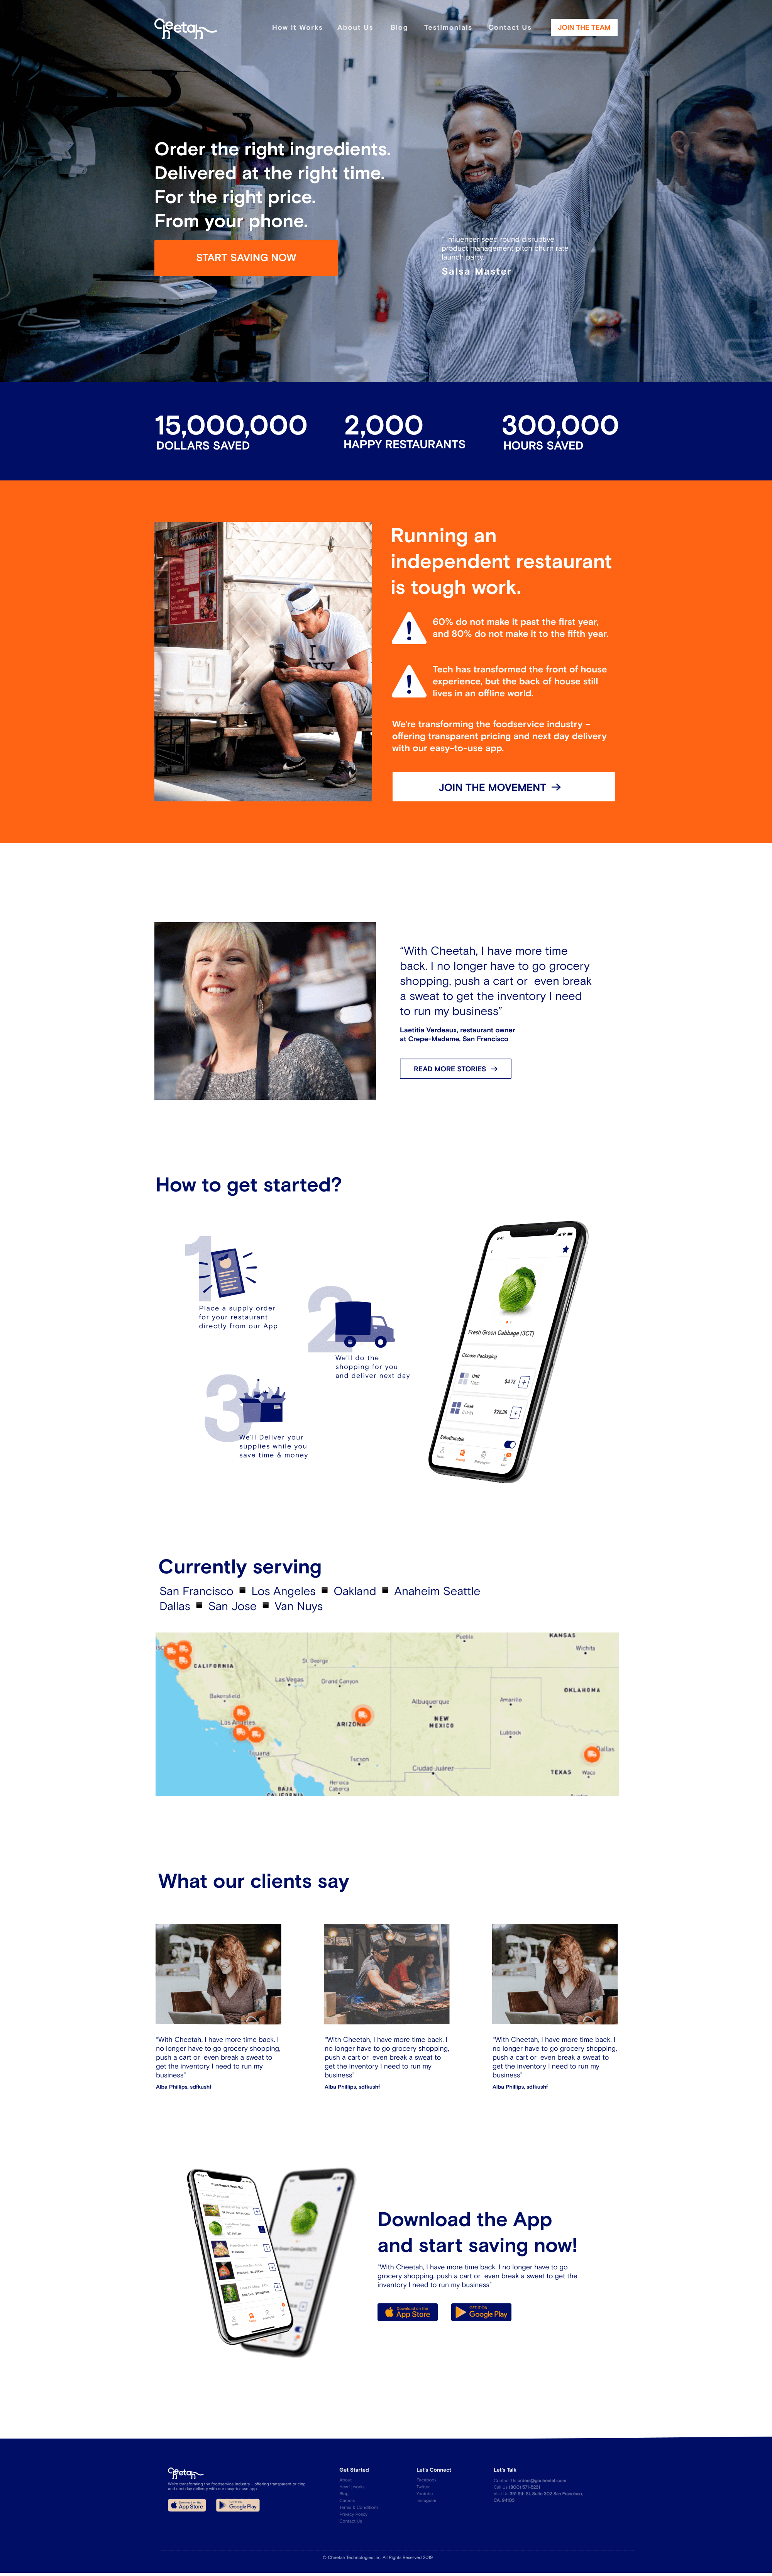 Cheetah
How It Works
About Us
Blog
Testimonials
Contact Us
JOIN THE TEAM
Order the right ingredients.
Delivered at the right time.
For the right price.
From your phone.
START SAVING NOW
“ Influencer seed round disruptive
product management pitch churn rate
launch party. ”
Salsa Master
15,000,000
DOLLARS SAVED
2,000
HAPPY RESTAURANTS
300,000
HOURS SAVED
Running an
independent restaurant
is tough work.
60% do not make it past the first year,
and 80% do not make it to the fifth year.
Tech has transformed the front of house
experience, but the back of house still
lives in an offline world.
We’re transforming the foodservice industry –
offering transparent pricing and next day delivery
with our easy-to-use app.
JOIN THE MOVEMENT →
“With Cheetah, I have more time
back. I no longer have to go grocery
shopping, push a cart or even break
a sweat to get the inventory I need
to run my business”
Laetitia Verdeaux, restaurant owner
at Crepe-Madame, San Francisco
READ MORE STORIES →
How to get started?
1
Place a supply order
for your restaurant
directly from our App
2
We'll do the
shopping for you
and deliver next day
3
We'll Deliver your
supplies while you
save time & money
9:41
Fresh Green Cabbage (3CT)
Choose Packaging
Unit
1 item
$4.73
+
Case
6 Units
$28.38
+
Substitutable
Currently serving
San Francisco ■ Los Angeles ■ Oakland ■ Anaheim Seattle
Dallas ■ San Jose ■ Van Nuys
Pueblo
KANSAS
Wichita
St George
CALIFORNIA
Las Vegas
Grand Canyon
OKLAHOMA
Bakersfield
Albuquerque
Amarillo
Los Angeles
ARIZONA
NEW
MEXICO
Lubbock
Dallas
Tijuana
Tucson
Ciudad Juárez
TEXAS
Waco
Heroica
Caborca
BAJA
CALIFORNIA
Austin
What our clients say
“With Cheetah, I have more time back. I
no longer have to go grocery shopping,
push a cart or even break a sweat to
get the inventory I need to run my
business”
Alba Phillips, sdfkushf
“With Cheetah, I have more time back. I
no longer have to go grocery shopping,
push a cart or even break a sweat to
get the inventory I need to run my
business”
Alba Phillips, sdfkushf
“With Cheetah, I have more time back. I
no longer have to go grocery shopping,
push a cart or even break a sweat to
get the inventory I need to run my
business”
Alba Phillips, sdfkushf
Download the App
and start saving now!
“With Cheetah, I have more time back. I no longer have to go
grocery shopping, push a cart or even break a sweat to get the
inventory I need to run my business”
Download on the
App Store
GET IT ON
Google Play
Cheetah
We're transforming the foodservice industry – offering transparent pricing
and next day delivery with our easy-to-use app.
Download on the
App Store
GET IT ON
Google Play
Get Started
About
How it works
Blog
Careers
Terms & Conditions
Privacy Policy
Contact Us
Let's Connect
Facebook
Twitter
Youtube
Instagram
Let's Talk
Contact Us orders@gocheetah.com
Call Us (800) 971-5231
Visit Us 351 8th St. Suite 302 San Francisco,
CA. 94103
© Cheetah Technologies Inc. All Rights Reserved 2019